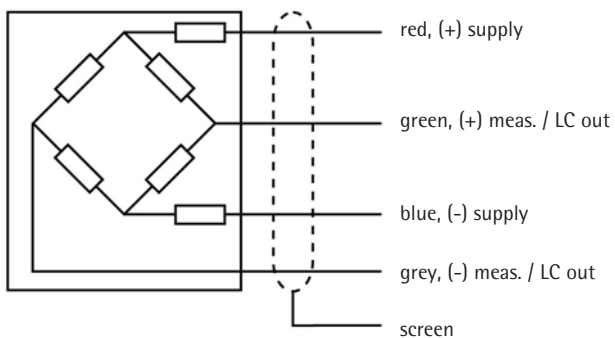 red, (+) supply
green, (+) meas. / LC out
blue, (-) supply
grey, (-) meas. / LC out
screen